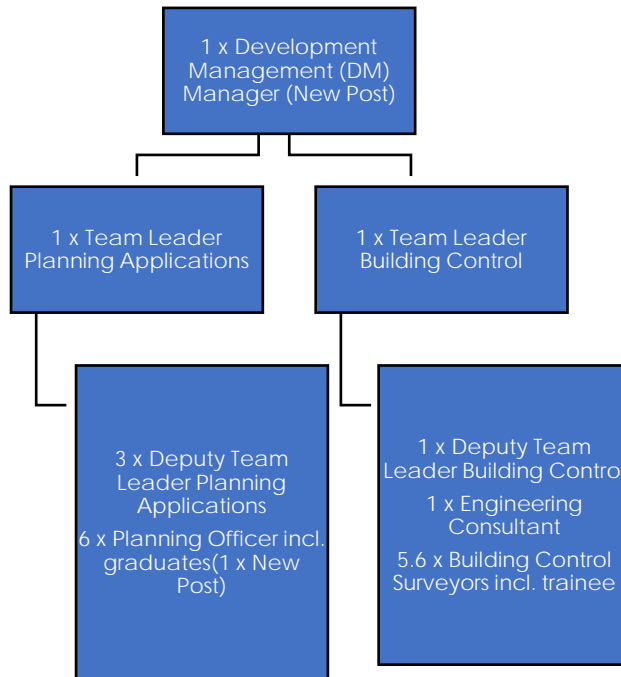 1 x Development
Management (DM)
Manager (New Post)
1 x Team Leader
Planning Applications
1 x Team Leader
Building Control
3 x Deputy Team
Leader Planning
Applications
6 x Planning Officer incl.
graduates(1 x New
Post)
1 x Deputy Team
Leader Building Control
1 x Engineering
Consultant
5.6 x Building Control
Surveyors incl. trainee